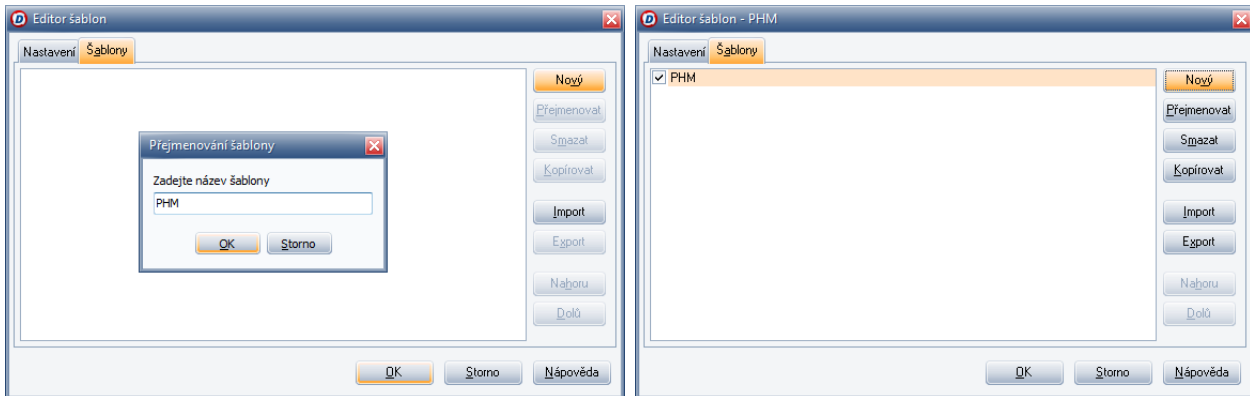 Editor šablon
Nastavení Šablony
Nový
Přejmenovat
Smazat
Kopírovat
Import
Export
Nahoru
Dolů
Přejmenování šablony
Zadejte název šablony
PHM
OK Storno
OK Storno Nápověda
Editor šablon - PHM
Nastavení Šablony
PHM
Nový
Přejmenovat
Smazat
Kopírovat
Import
Export
Nahoru
Dolů
OK Storno Nápověda